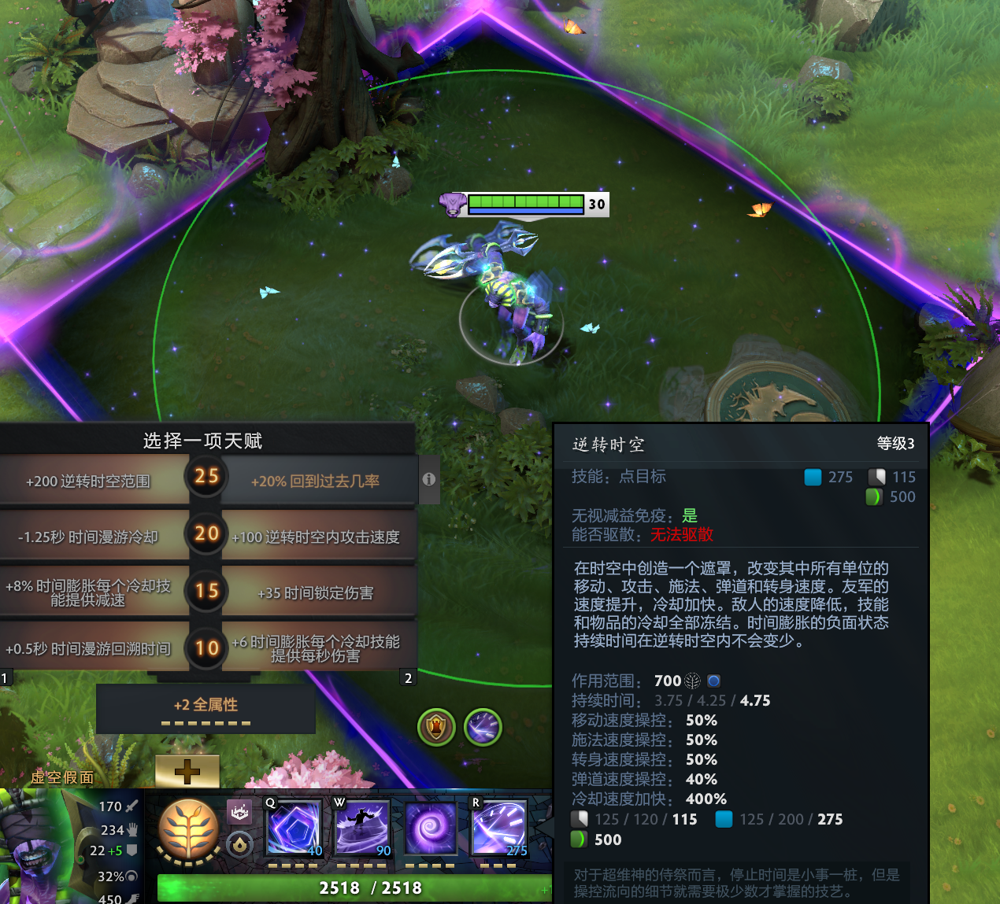 30
选择一项天赋
+200 逆转时空范围
25
+20% 回到过去几率
-1.25秒 时间漫游冷却
20
+100 逆转时空内攻击速度
+8% 时间膨胀每个冷却技
能提供减速
15
+35 时间锁定伤害
+0.5秒 时间漫游回溯时间
10
+6 时间膨胀每个冷却技能
提供每秒伤害
1
2
+2 全属性
虚空假面
170
234
22 +5
32%
450
Q
40
W
90
R
275
2518 / 2518
逆转时空
等级3
技能：点目标
275
115
500
无视减益免疫：是
能否驱散：无法驱散
在时空中创造一个遮罩，改变其中所有单位的
移动、攻击、施法、弹道和转身速度。友军的
速度提升，冷却加快。敌人的速度降低，技能
和物品的冷却全部冻结。时间膨胀的负面状态
持续时间在逆转时空内不会变少。
作用范围：700
持续时间：3.75 / 4.25 / 4.75
移动速度操控：50%
施法速度操控：50%
转身速度操控：50%
弹道速度操控：40%
冷却速度加快：400%
125 / 120 / 115
125 / 200 / 275
500
对于超维神的侍祭而言，停止时间是小事一桩，但是
操控流向的细节就需要极少数才掌握的技艺。